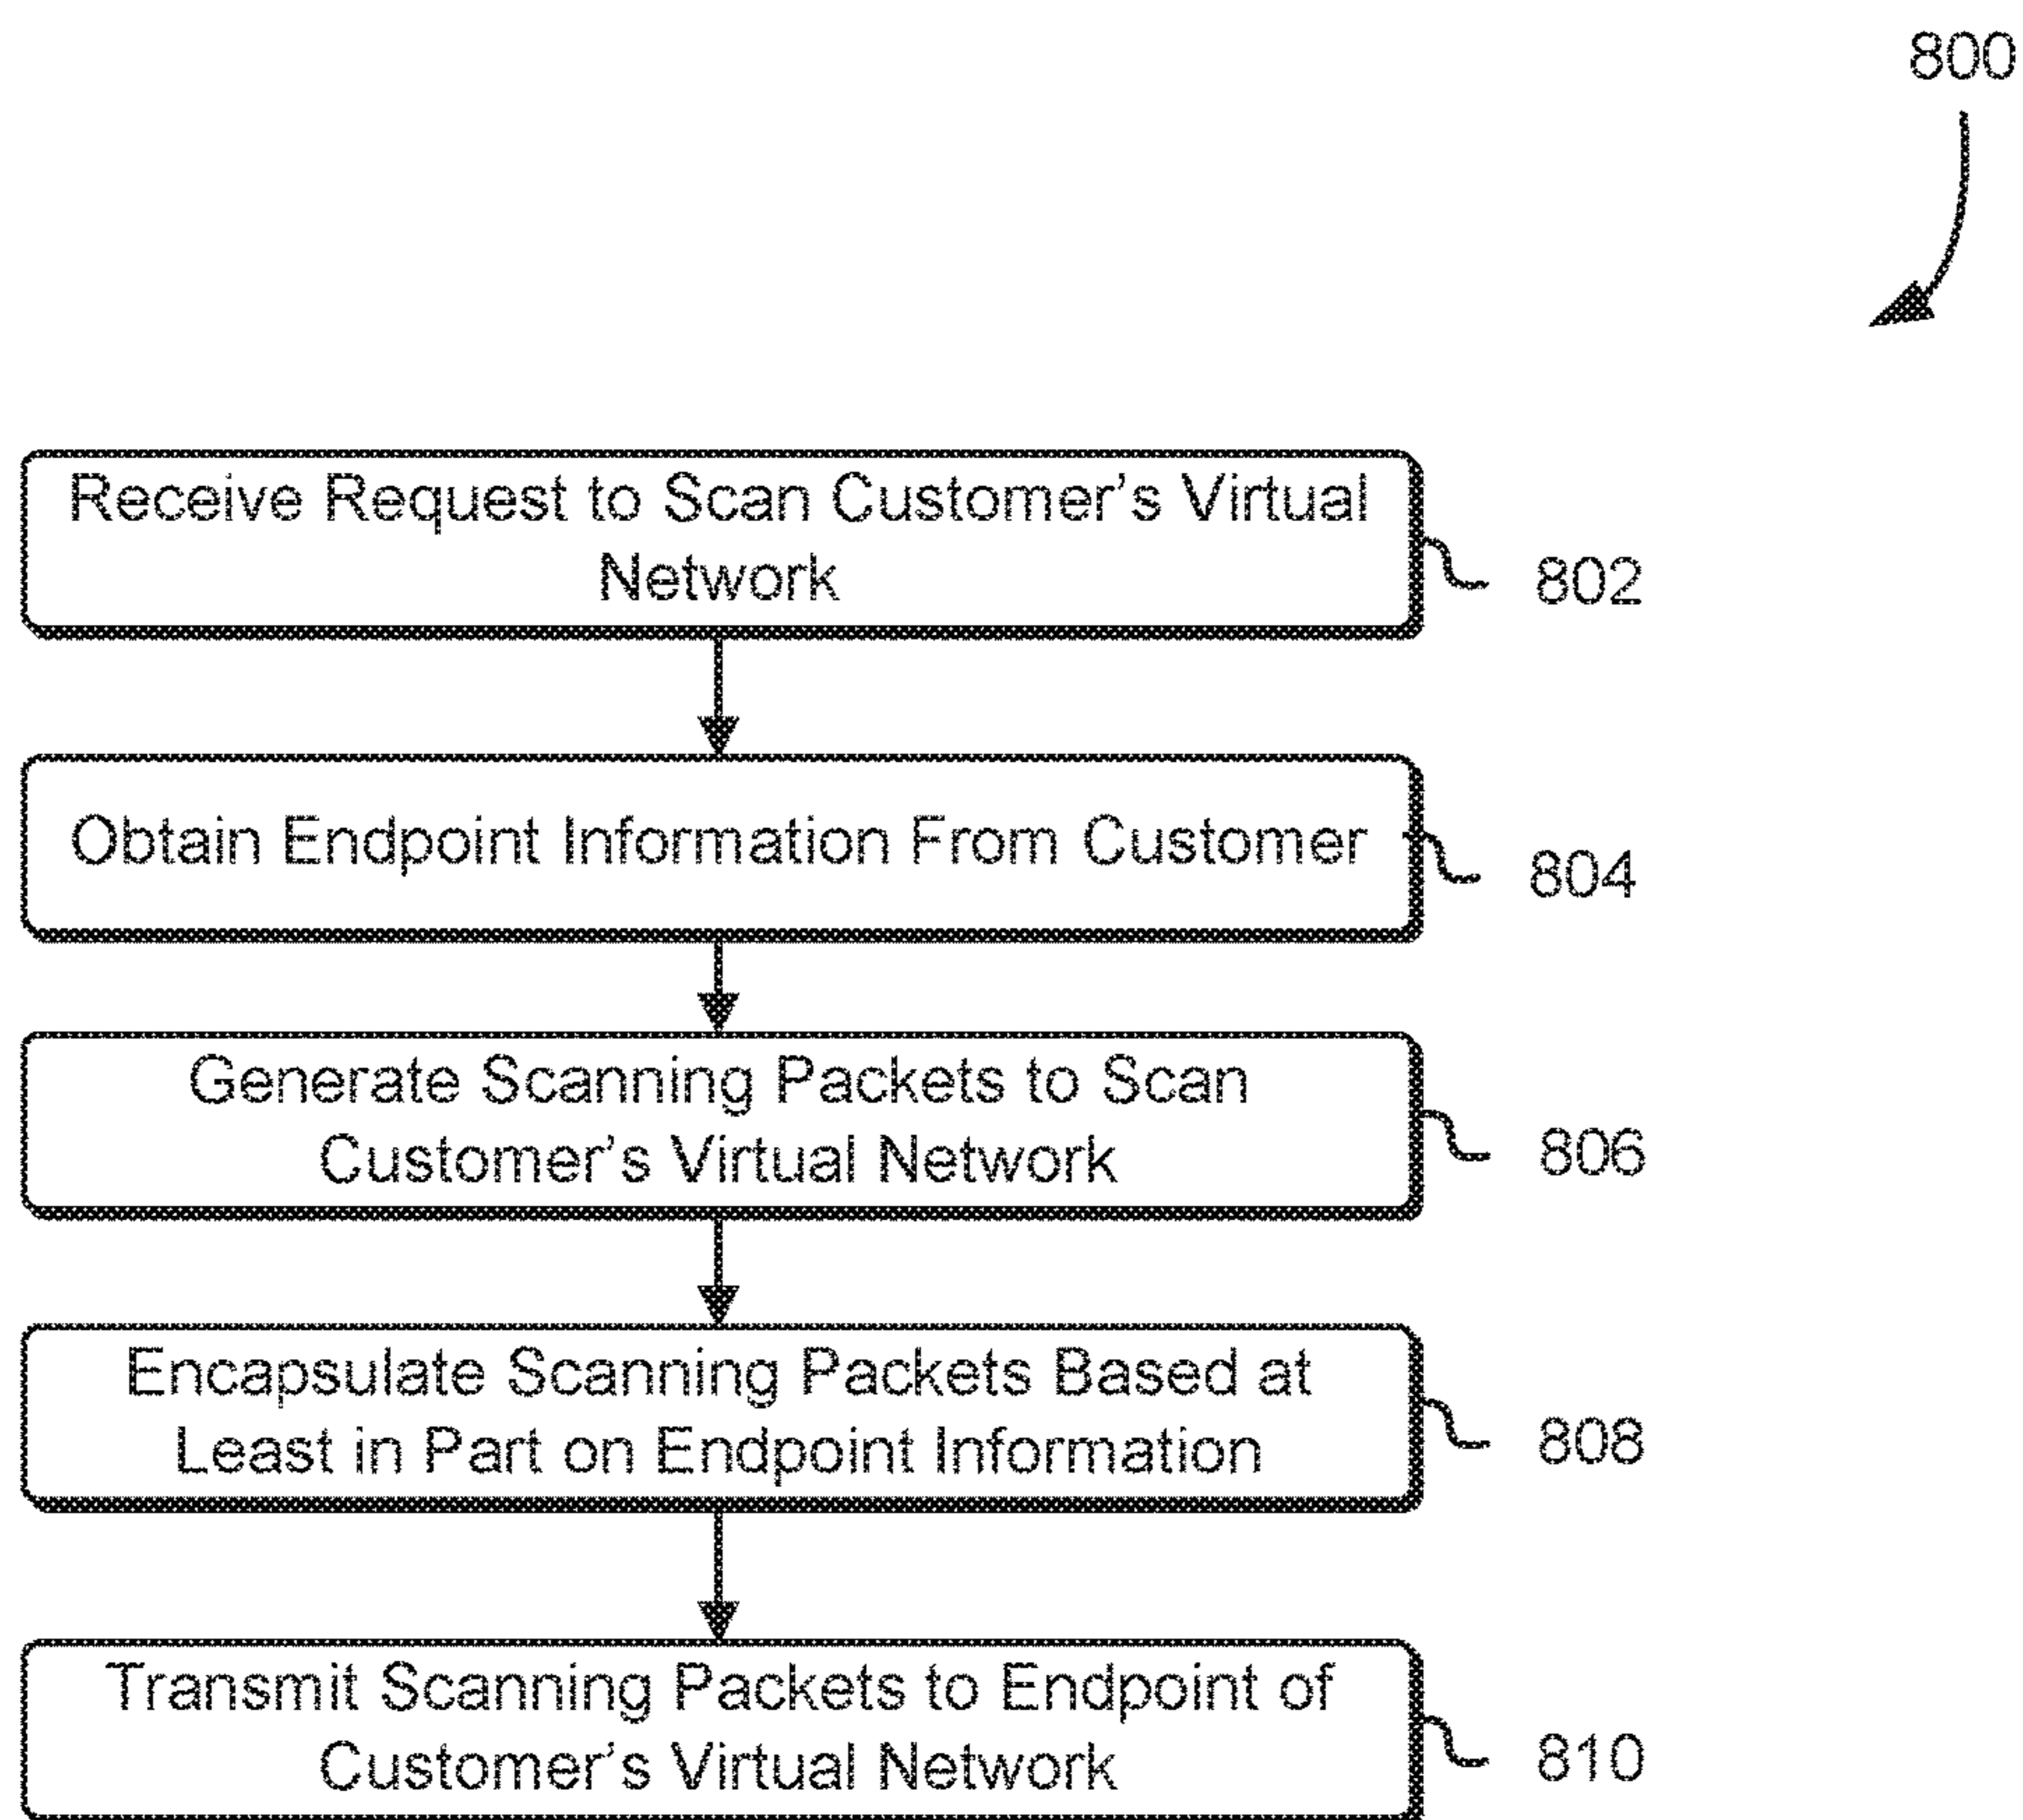 800
Receive Request to Scan Customer's Virtual
Network
802
Obtain Endpoint Information From Customer
804
Generate Scanning Packets to Scan
Customer's Virtual Network
806
Encapsulate Scanning Packets Based at
Least in Part on Endpoint Information
808
Transmit Scanning Packets to Endpoint of
Customer's Virtual Network
810